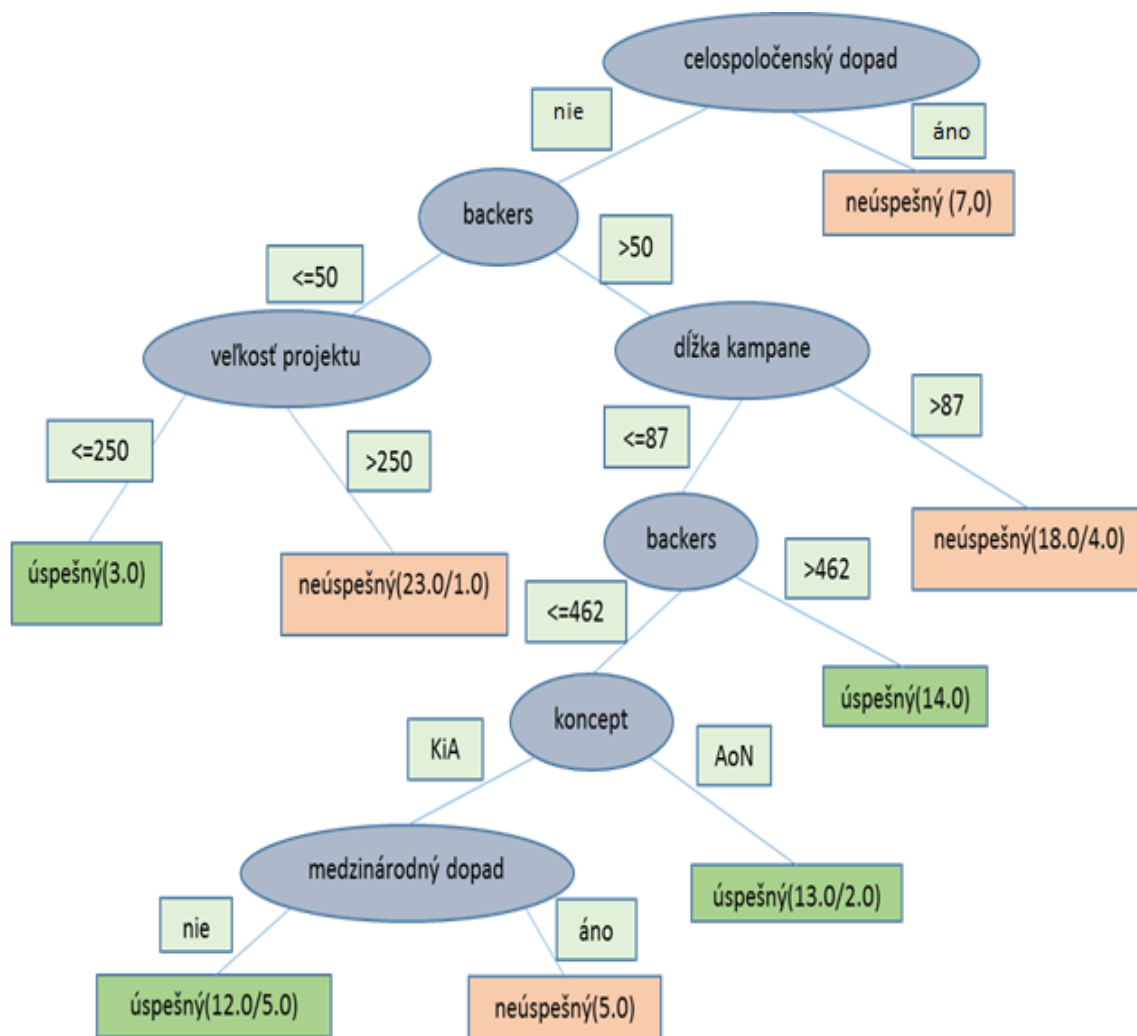 celospoločenský dopad
nie
áno
neúspešný (7,0)
backers
<=50
>50
veľkosť projektu
dĺžka kampane
<=250
>250
<=87
>87
úspešný(3.0)
neúspešný(23.0/1.0)
backers
neúspešný(18.0/4.0)
<=462
>462
úspešný(14.0)
koncept
KiA
AoN
medzinárodný dopad
úspešný(13.0/2.0)
nie
áno
úspešný(12.0/5.0)
neúspešný(5.0)